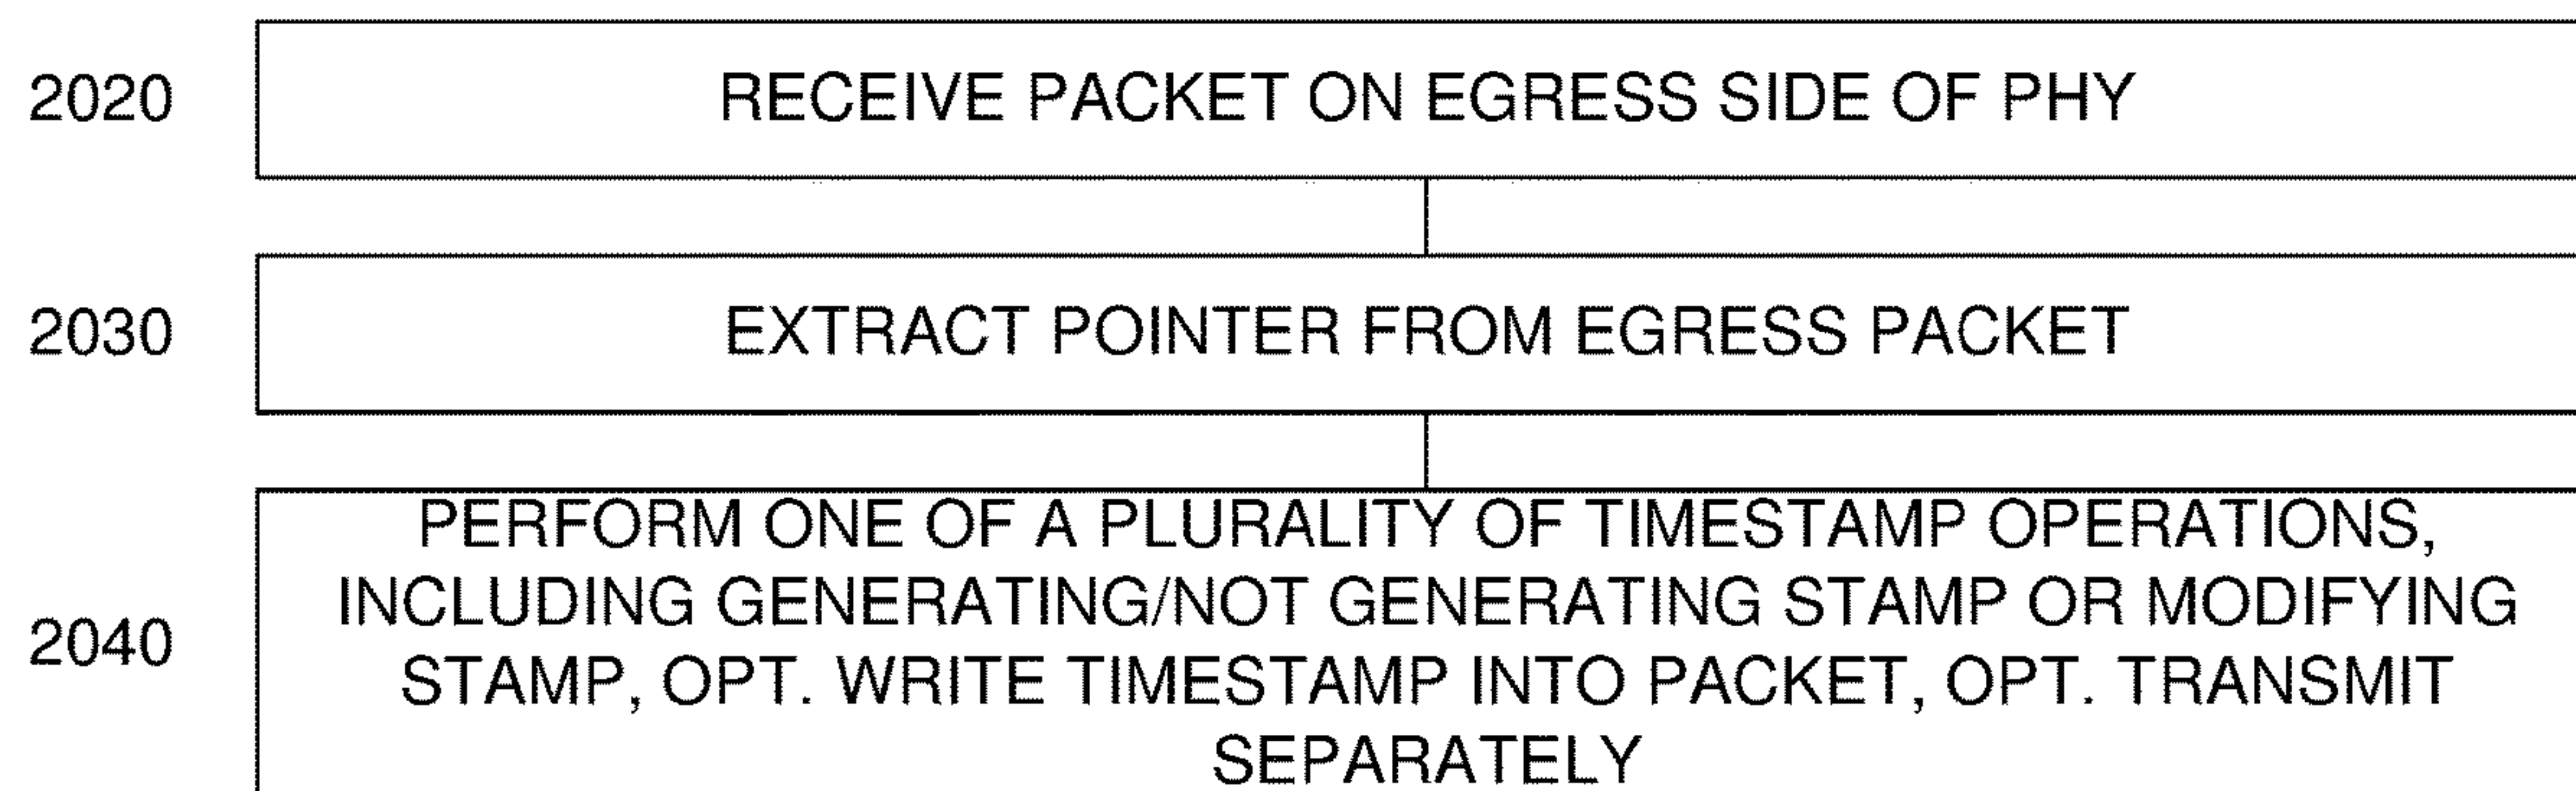 2020 RECEIVE PACKET ON EGRESS SIDE OF PHY
2030 EXTRACT POINTER FROM EGRESS PACKET
PERFORM ONE OF A PLURALITY OF TIMESTAMP OPERATIONS,
INCLUDING GENERATING/NOT GENERATING STAMP OR MODIFYING
2040
STAMP, OPT. WRITE TIMESTAMP INTO PACKET, OPT. TRANSMIT
SEPARATELY